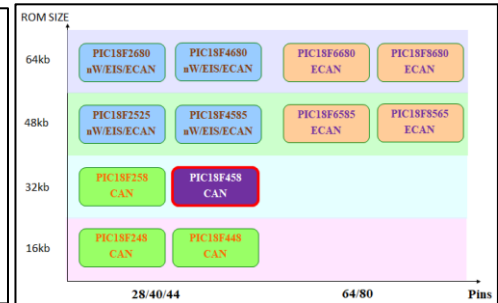 ROM SIZE
64kb
PIC18F2680
nW/EIS/ECAN
PIC18F4680
nW/EIS/ECAN
PIC18F6680
ECAN
PIC18F8680
ECAN
48kb
PIC18F2525
nW/EIS/ECAN
PIC18F4585
nW/EIS/ECAN
PIC18F6585
ECAN
PIC18F8565
ECAN
32kb
PIC18F258
CAN
PIC18F458
CAN
16kb
PIC18F248
CAN
PIC18F448
CAN
28/40/44
64/80
Pins